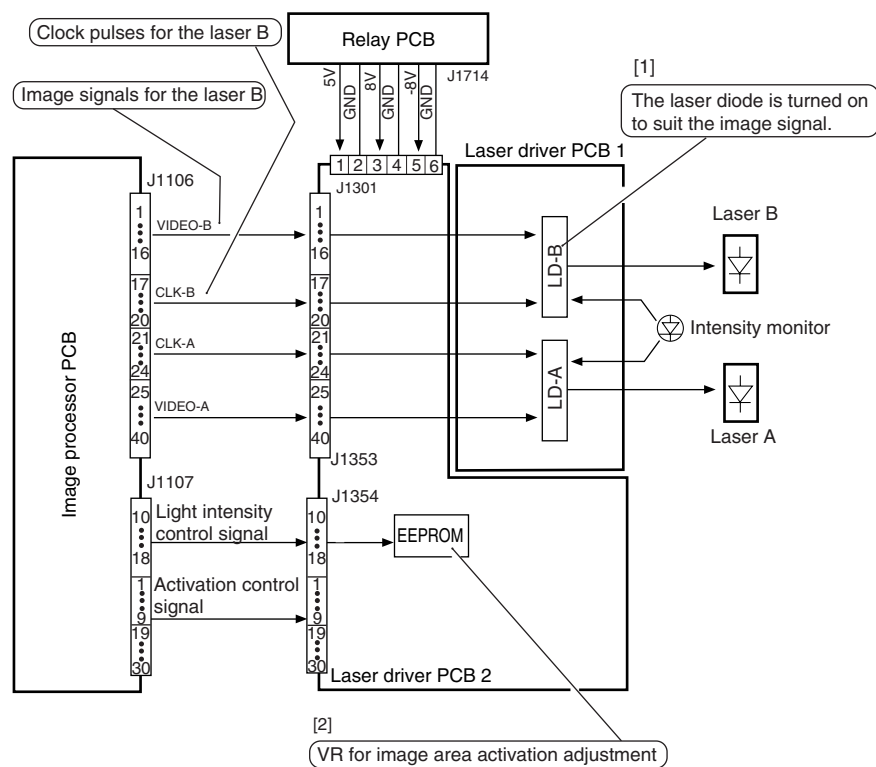 Clock pulses for the laser B
Relay PCB
[1]
5V
GND
8V
GND
-8V
GND
J1714
Image signals for the laser B
The laser diode is turned on
to suit the image signal.
Laser driver PCB 1
1 2 3 4 5 6
J1106
J1301
1
16
17
20
21
24
25
40
VIDEO-B
CLK-B
CLK-A
VIDEO-A
1
16
17
20
21
24
25
40
LD-B
LD-A
Laser B
Intensity monitor
Laser A
Image processor PCB
J1353
J1107
J1354
10
18
1
9
19
30
Light intensity
control signal
Activation control
signal
10
18
1
9
19
30
EEPROM
Laser driver PCB 2
[2]
VR for image area activation adjustment